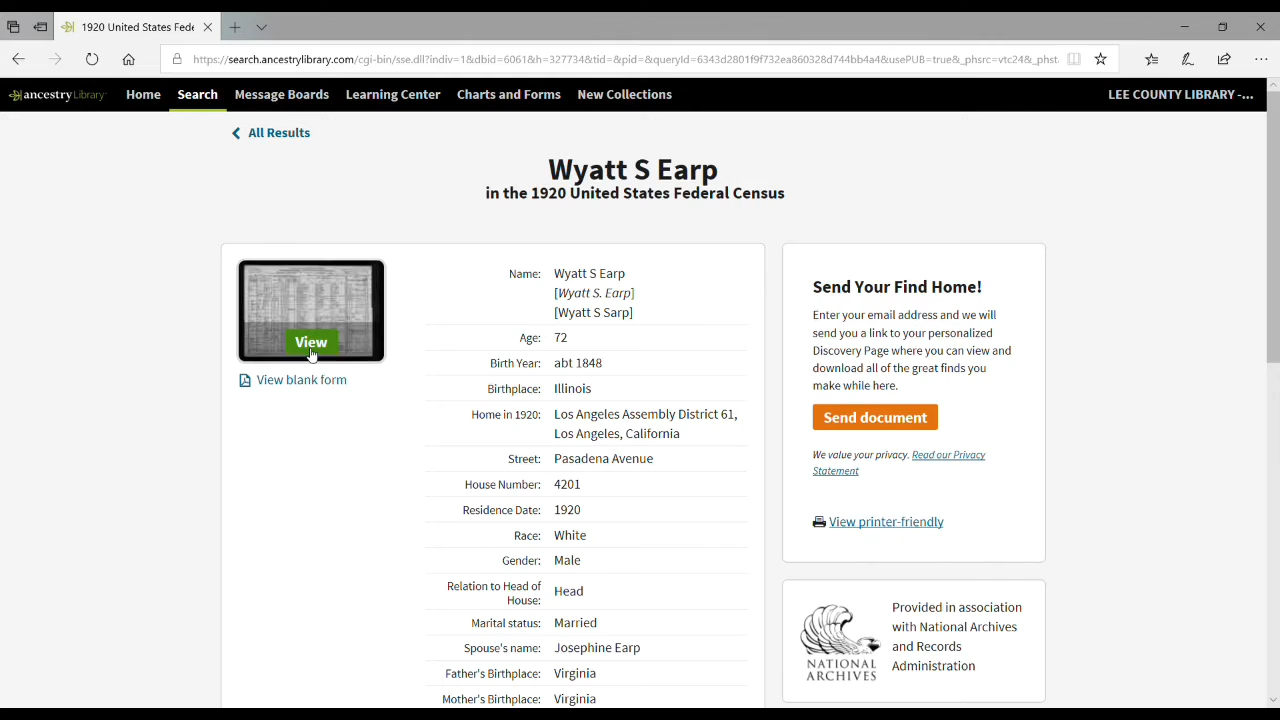 1920 United States Fede
https://search.ancestrylibrary.com/cgi-bin/sse.dll?indiv=1&dbid=6061&h=327734&tid=&pid=&queryId=6343d2801f9f732ea860328d744bb4a4&usePUB=true&_phsrc=vtc24&_phst
ancestryLibrary Home Search Message Boards Learning Center Charts and Forms New Collections LEE COUNTY LIBRARY -...
All Results
Wyatt S Earp
in the 1920 United States Federal Census
View
View blank form
Name: Wyatt S Earp
[Wyatt S. Earp]
[Wyatt S Sarp]
Age: 72
Birth Year: abt 1848
Birthplace: Illinois
Home in 1920: Los Angeles Assembly District 61,
Los Angeles, California
Street: Pasadena Avenue
House Number: 4201
Residence Date: 1920
Race: White
Gender: Male
Relation to Head of
House: Head
Marital status: Married
Spouse's name: Josephine Earp
Father's Birthplace: Virginia
Mother's Birthplace: Virginia
Send Your Find Home!
Enter your email address and we will
send you a link to your personalized
Discovery Page where you can view and
download all of the great finds you
make while here.
Send document
We value your privacy. Read our Privacy
Statement
View printer-friendly
NATIONAL
ARCHIVES
Provided in association
with National Archives
and Records
Administration